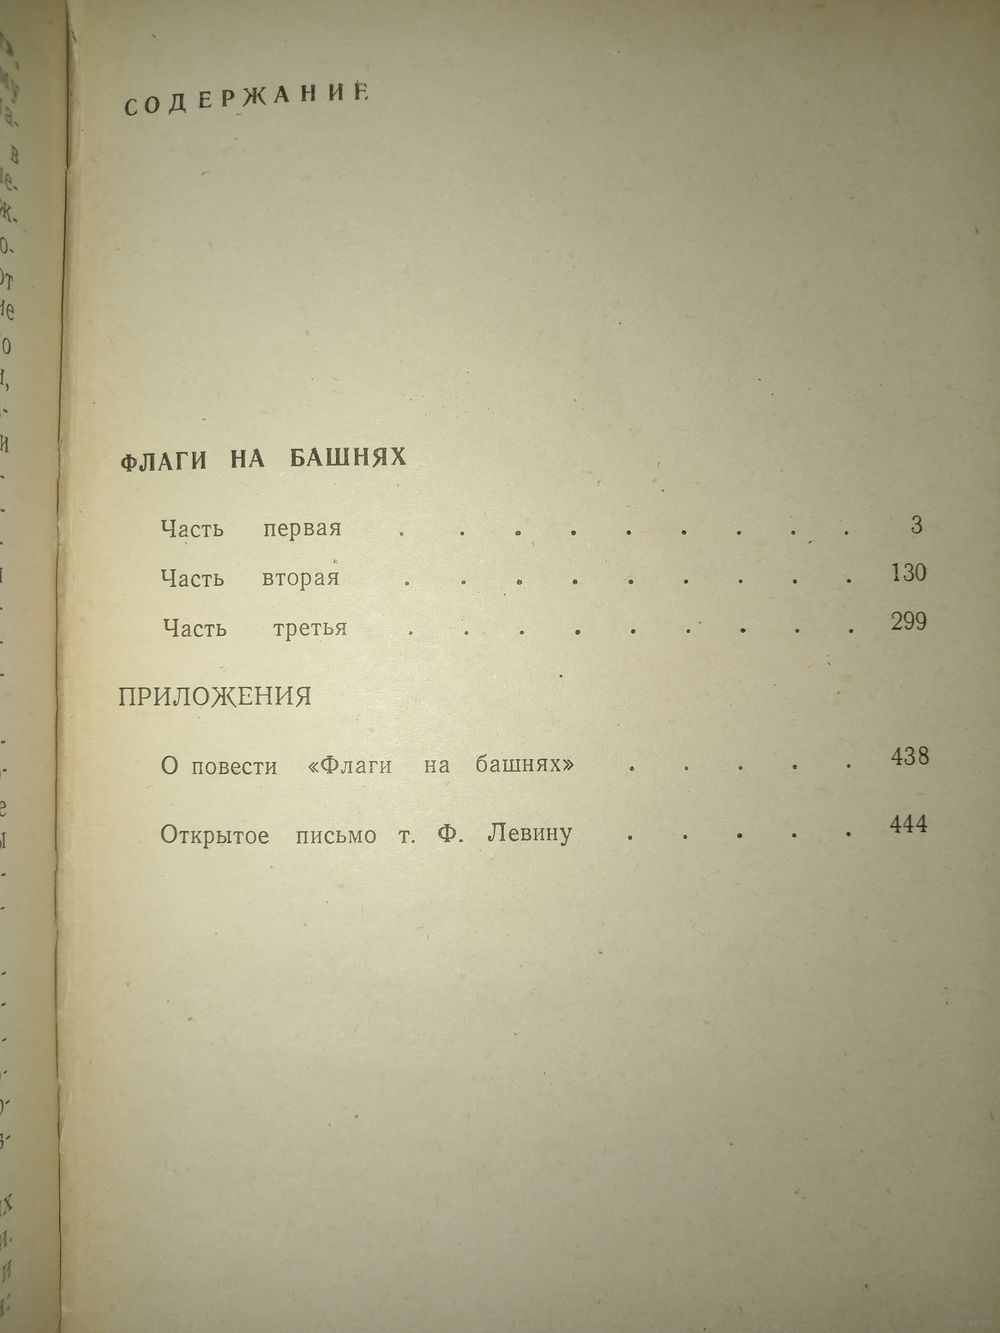 СОДЕРЖАНИЕ
ФЛАГИ НА БАШНЯХ
Часть первая . . . . . . . . . 3
Часть вторая . . . . . . . . . 130
Часть третья . . . . . . . . . 299
ПРИЛОЖЕНИЯ
О повести «Флаги на башнях» . . . . . 438
Открытое письмо т. Ф. Левину . . . . . 444